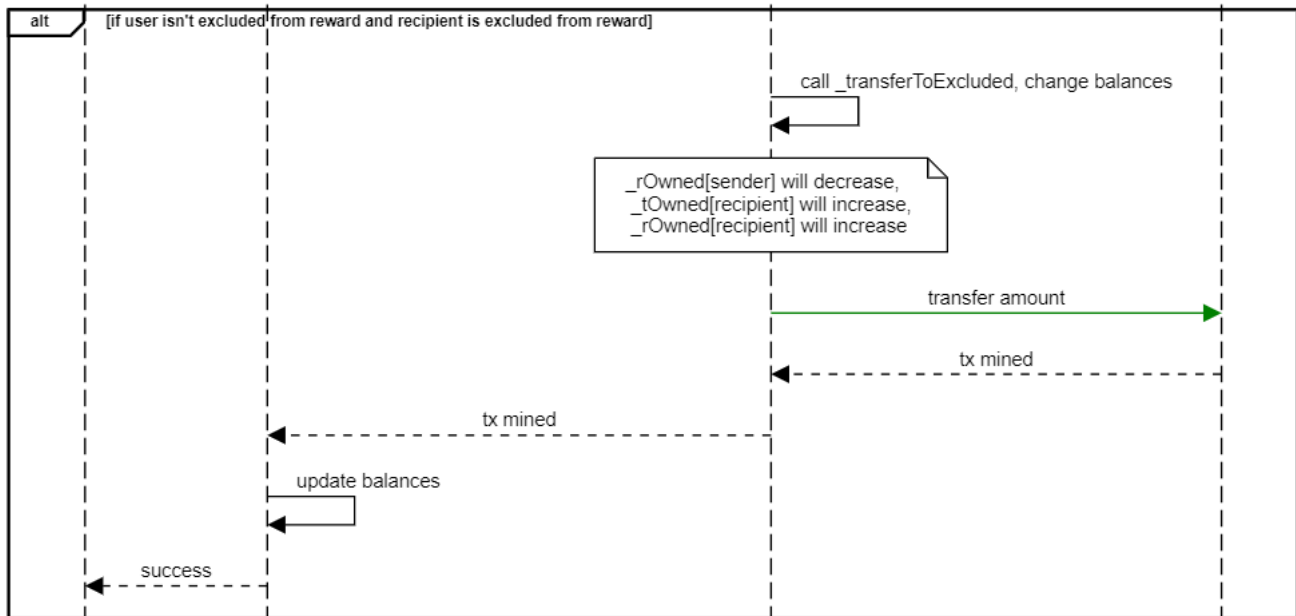 alt
[if user isn't excluded from reward and recipient is excluded from reward]
call _transferToExcluded, change balances
_rOwned[sender] will decrease,
_tOwned[recipient] will increase,
_rOwned[recipient] will increase
transfer amount
tx mined
tx mined
update balances
success